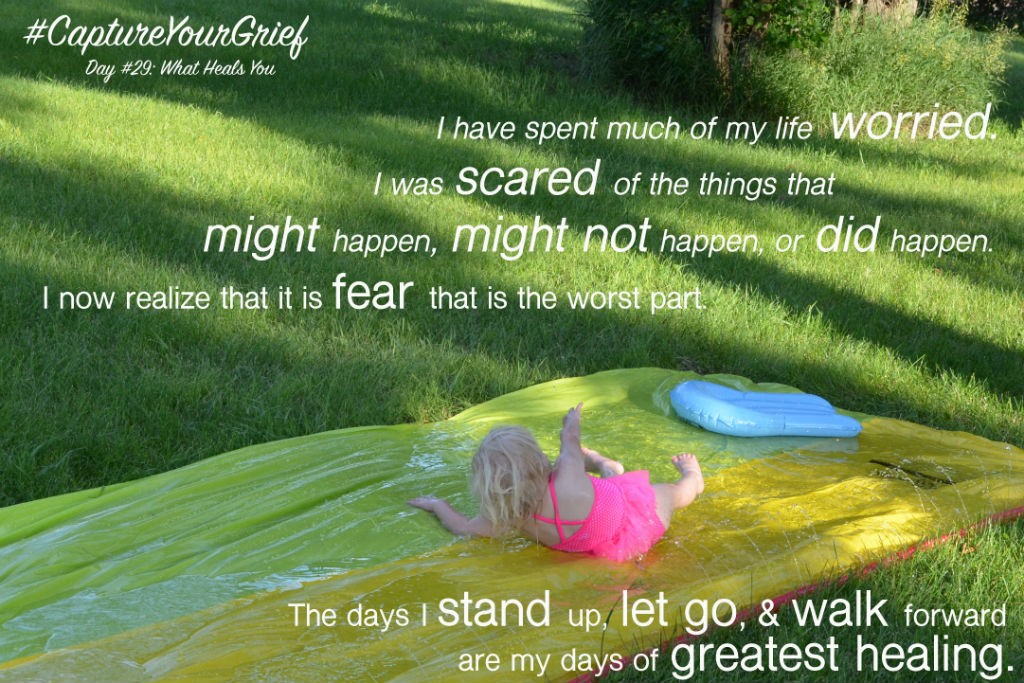 #CaptureYourGrief
Day #29: What Heals You
I have spent much of my life worried.
I was scared of the things that
might happen, might not happen, or did happen.
I now realize that it is fear that is the worst part.
The days I stand up, let go, & walk forward
are my days of greatest healing.